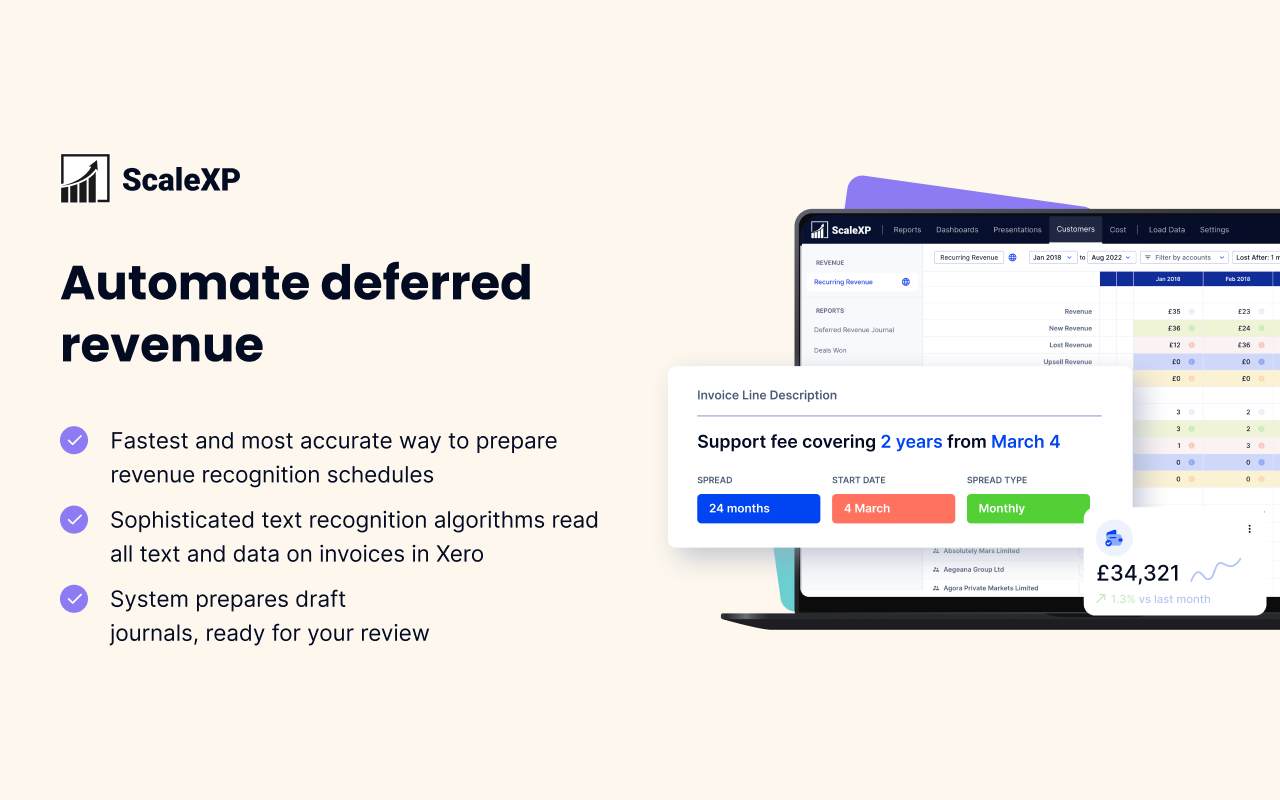 ScaleXP
Automate deferred
revenue
Fastest and most accurate way to prepare
revenue recognition schedules
Sophisticated text recognition algorithms read
all text and data on invoices in Xero
System prepares draft
journals, ready for your review
ScaleXP
Reports
Dashboards
Presentations
Customers
Cost
Load Data
Settings
REVENUE
Recurring Revenue
REPORTS
Deferred Revenue Journal
Deals Won
Recurring Revenue
Jan 2018
to
Aug 2022
Filter by accounts
Lost After: 1
Jan 2018
Feb 2018
Revenue
£35
£23
New Revenue
£36
£24
Lost Revenue
£12
£36
Upsell Revenue
£0
£0
£0
£0
3
2
3
2
1
3
0
0
0
0
Invoice Line Description
Support fee covering 2 years from March 4
SPREAD
START DATE
SPREAD TYPE
24 months
4 March
Monthly
Absolutely Mars Limited
Aegeana Group Ltd
Agora Private Markets Limited
£34,321
1.3% vs last month